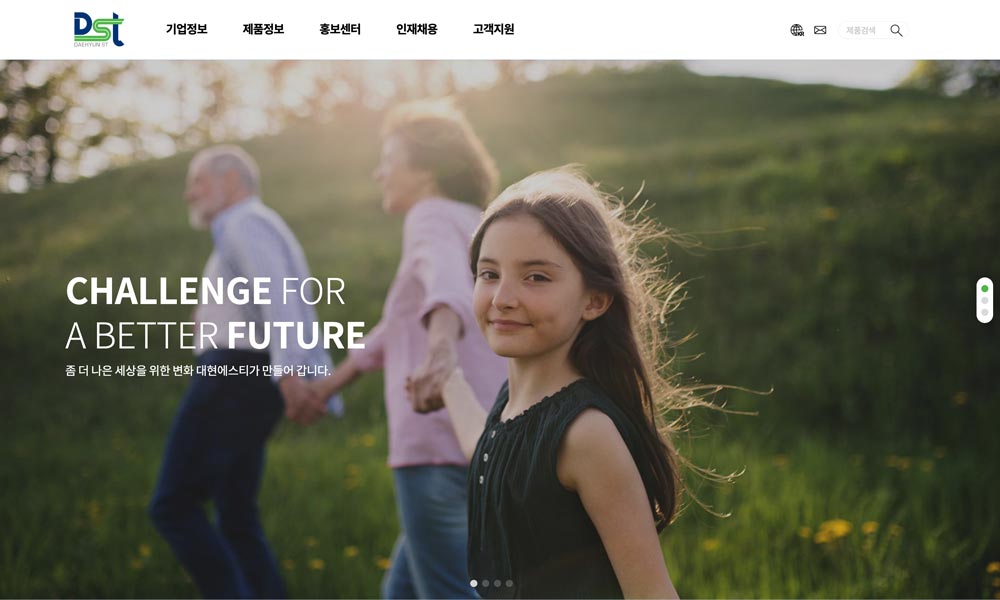 Dst
DAEHYUN ST
기업정보 제품정보 홍보센터 인재채용 고객지원
KR
제품검색
CHALLENGE FOR
A BETTER FUTURE
좀 더 나은 세상을 위한 변화 대현에스티가 만들어 갑니다.